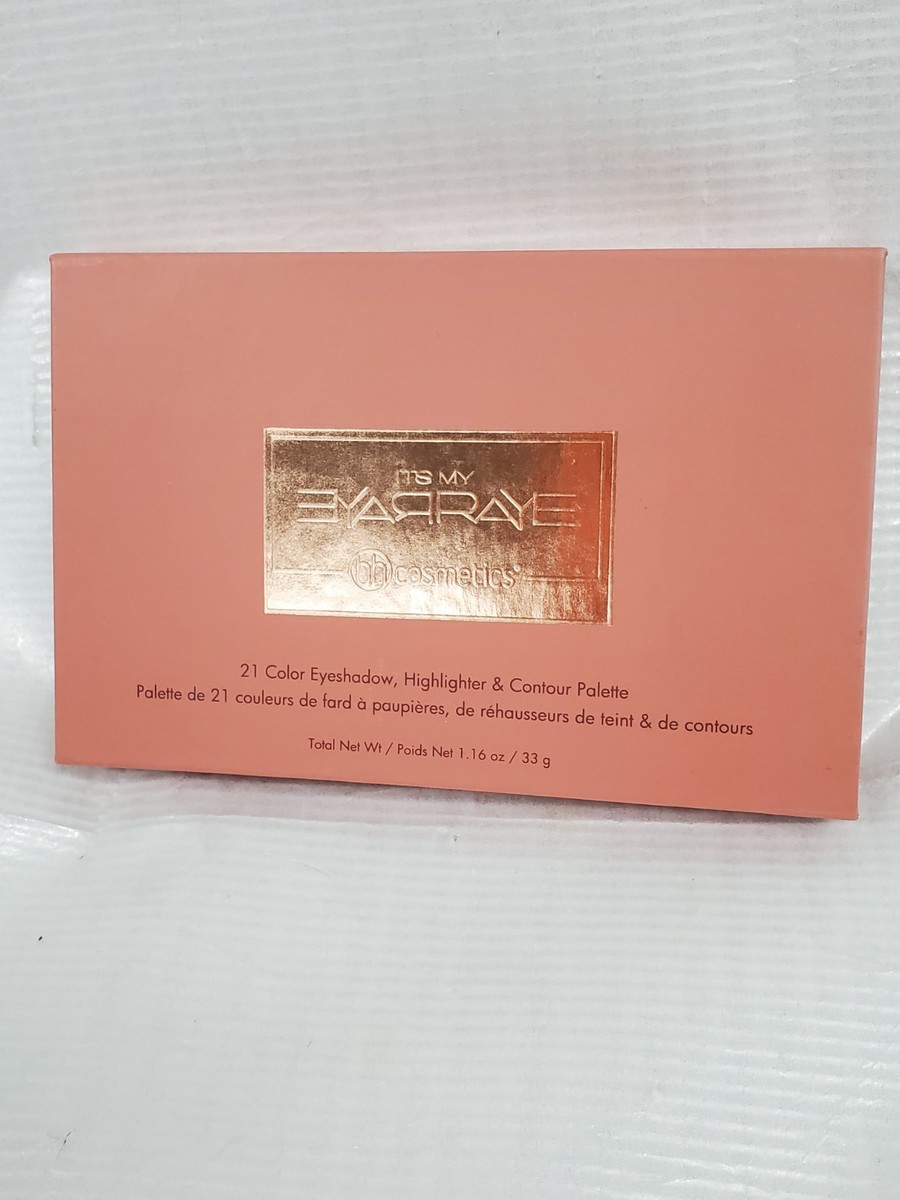 ITS MY
EYARRAYE
bh cosmetics®
21 Color Eyeshadow, Highlighter & Contour Palette
Palette de 21 couleurs de fard à paupières, de réhausseurs de teint & de contours
Total Net Wt / Poids Net 1.16 oz / 33 g